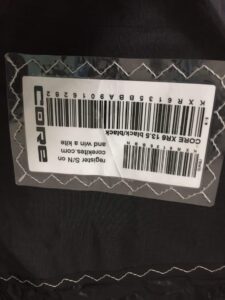 CORE XR6 13.5 black/black
CORE
register S/N on
corekites.com
and win a kite